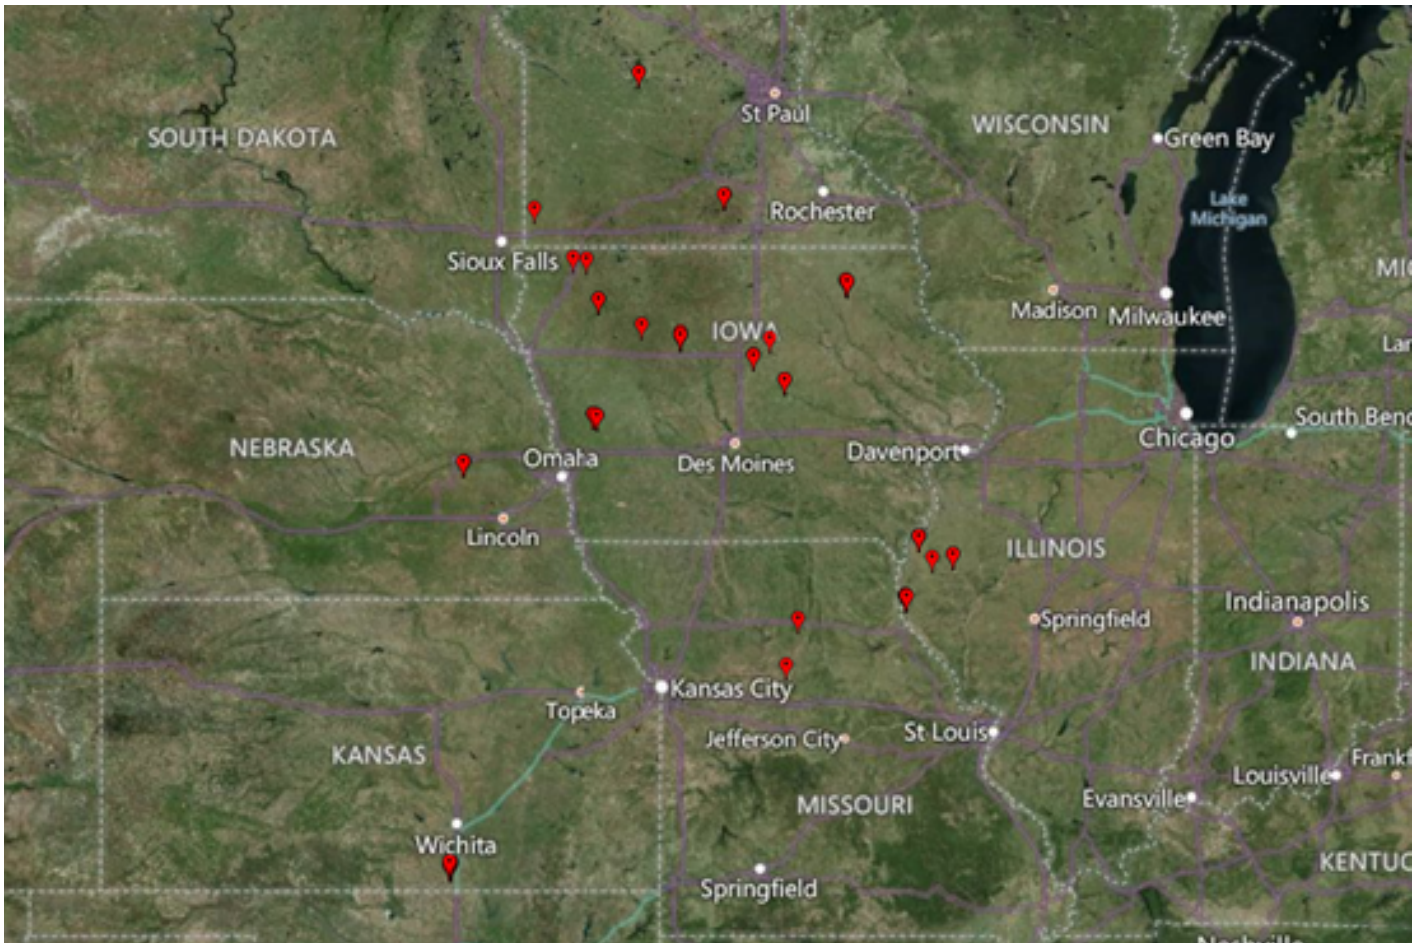 St Paul
SOUTH DAKOTA
WISCONSIN
Green Bay
Rochester
Lake
Michigan
Sioux Falls
Madison
Milwaukee
IOWA
South Bend
Chicago
NEBRASKA
Omaha
Des Moines
Davenport
Lincoln
ILLINOIS
Indianapolis
Springfield
INDIANA
Kansas City
Topeka
Jefferson City
St Louis
KANSAS
Louisville
Frankf
Evansville
MISSOURI
Wichita
KENTUC
Springfield